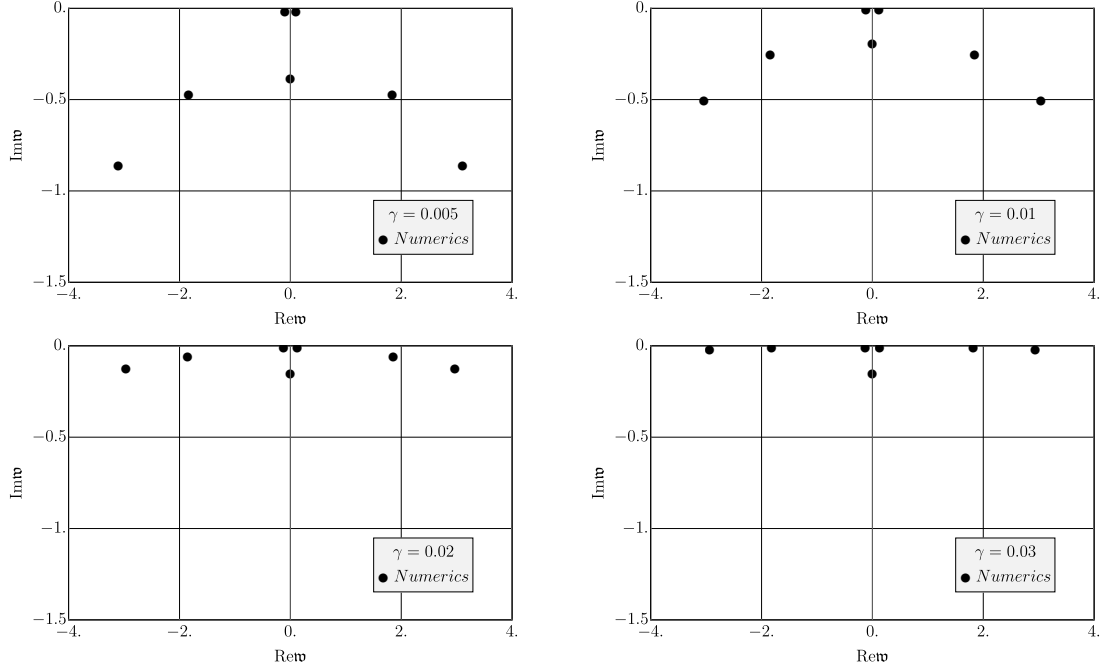 0.
−0.5
−1.
−1.5
−4.
−2.
0.
2.
4.
Im𝔴
Re𝔴
γ = 0.005
Numerics
0.
−0.5
−1.
−1.5
−4.
−2.
0.
2.
4.
Im𝔴
Re𝔴
γ = 0.01
Numerics
0.
−0.5
−1.
−1.5
−4.
−2.
0.
2.
4.
Im𝔴
Re𝔴
γ = 0.02
Numerics
0.
−0.5
−1.
−1.5
−4.
−2.
0.
2.
4.
Im𝔴
Re𝔴
γ = 0.03
Numerics